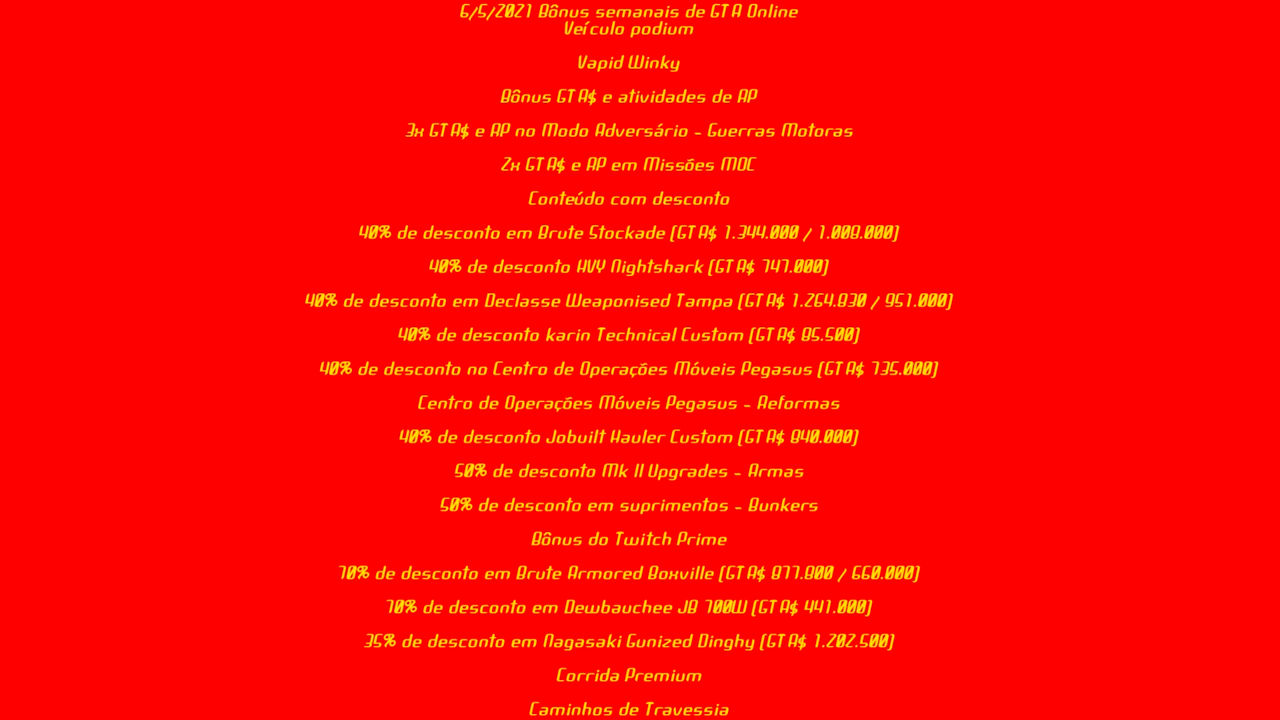 6/5/2021 Bônus semanais de GTA Online
Veículo podium
Vapid Winky
Bônus GTA$ e atividades de AP
3x GTA$ e AP no Modo Adversário - Guerras Motoras
2x GTA$ e AP em Missões MOC
Conteúdo com desconto
40% de desconto em Brute Stockade (GTA$ 1.344.000 / 1.008.000)
40% de desconto HVY Nightshark (GTA$ 747.000)
40% de desconto em Declasse Weaponised Tampa (GTA$ 1.264.830 / 951.000)
40% de desconto karin Technical Custom (GTA$ 85.500)
40% de desconto no Centro de Operações Móveis Pegasus (GTA$ 735.000)
Centro de Operações Móveis Pegasus - Reformas
40% de desconto Jobuilt Hauler Custom (GTA$ 840.000)
50% de desconto Mk II Upgrades - Armas
50% de desconto em suprimentos - Bunkers
Bônus do Twitch Prime
70% de desconto em Brute Armored Boxville (GTA$ 877.800 / 660.000)
70% de desconto em Dewbauchee JB 700W (GTA$ 441.000)
35% de desconto em Nagasaki Gunized Dinghy (GTA$ 1.202.500)
Corrida Premium
Caminhos de Travessia